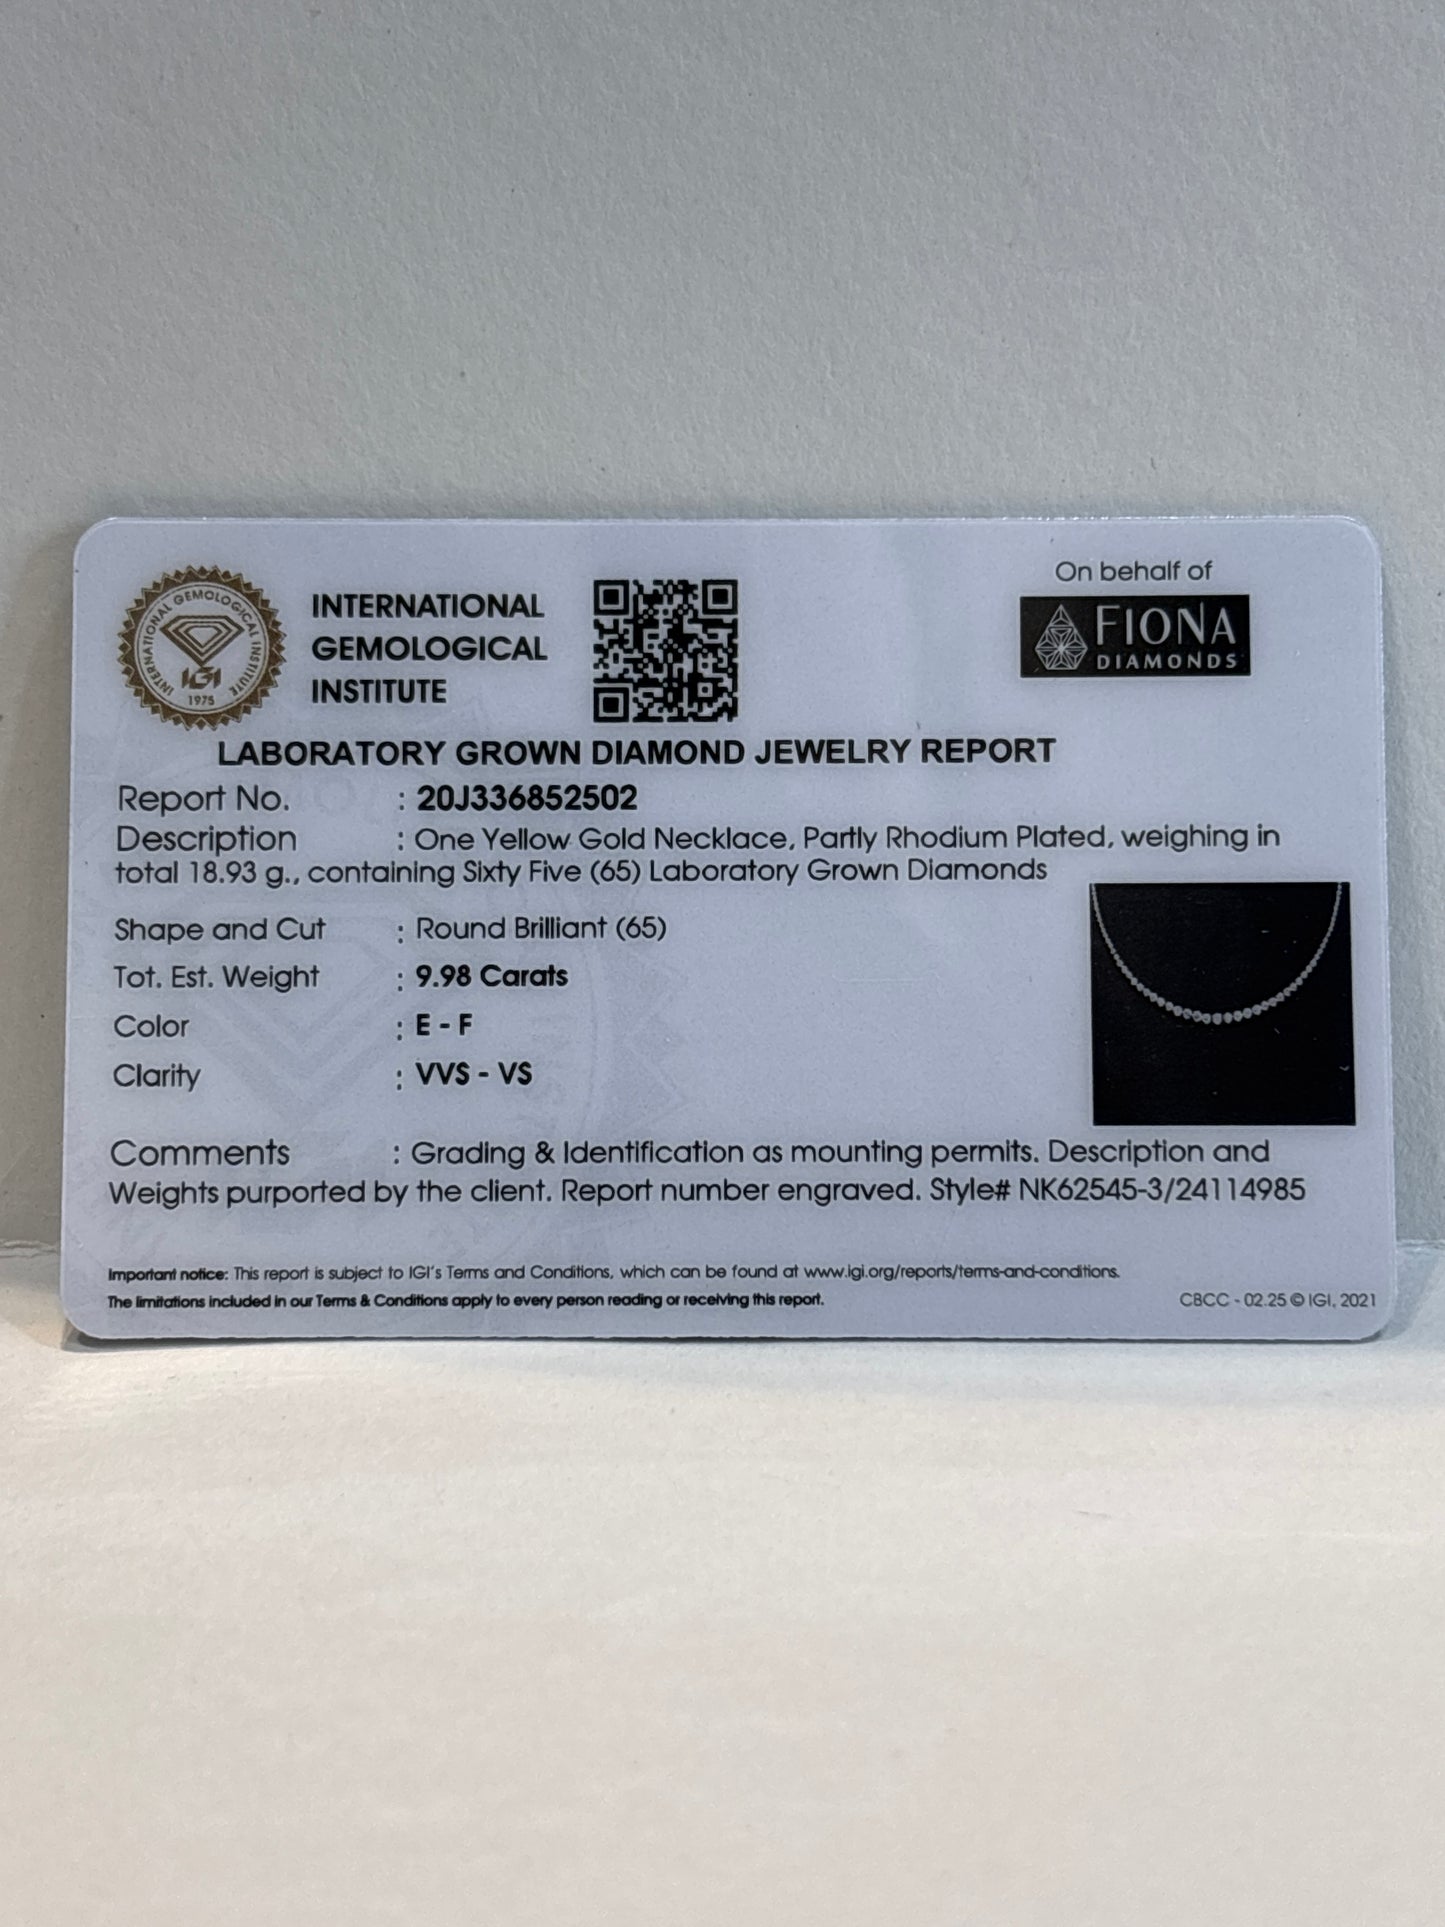 INTERNATIONAL GEMOLOGICAL INSTITUTE
IGI
1975
INTERNATIONAL
GEMOLOGICAL
INSTITUTE
On behalf of
FIONA
DIAMONDS
LABORATORY GROWN DIAMOND JEWELRY REPORT
Report No. : 20J336852502
Description : One Yellow Gold Necklace, Partly Rhodium Plated, weighing in
total 18.93 g., containing Sixty Five (65) Laboratory Grown Diamonds
Shape and Cut : Round Brilliant (65)
Tot. Est. Weight : 9.98 Carats
Color : E - F
Clarity : VVS - VS
Comments : Grading & Identification as mounting permits. Description and
Weights purported by the client. Report number engraved. Style# NK62545-3/24114985
Important notice: This report is subject to IGI's Terms and Conditions, which can be found at www.igi.org/reports/terms-and-conditions.
The limitations included in our Terms & Conditions apply to every person reading or receiving this report.
CBCC - 02.25 © IGI, 2021